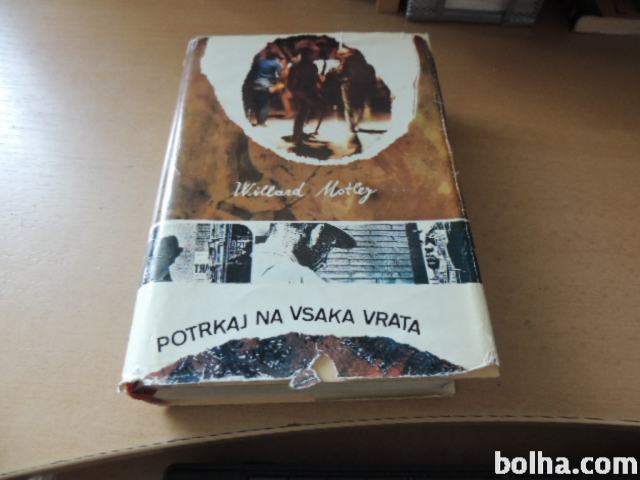 Willard Motley
POTRKAJ NA VSAKA VRATA
bolha.com